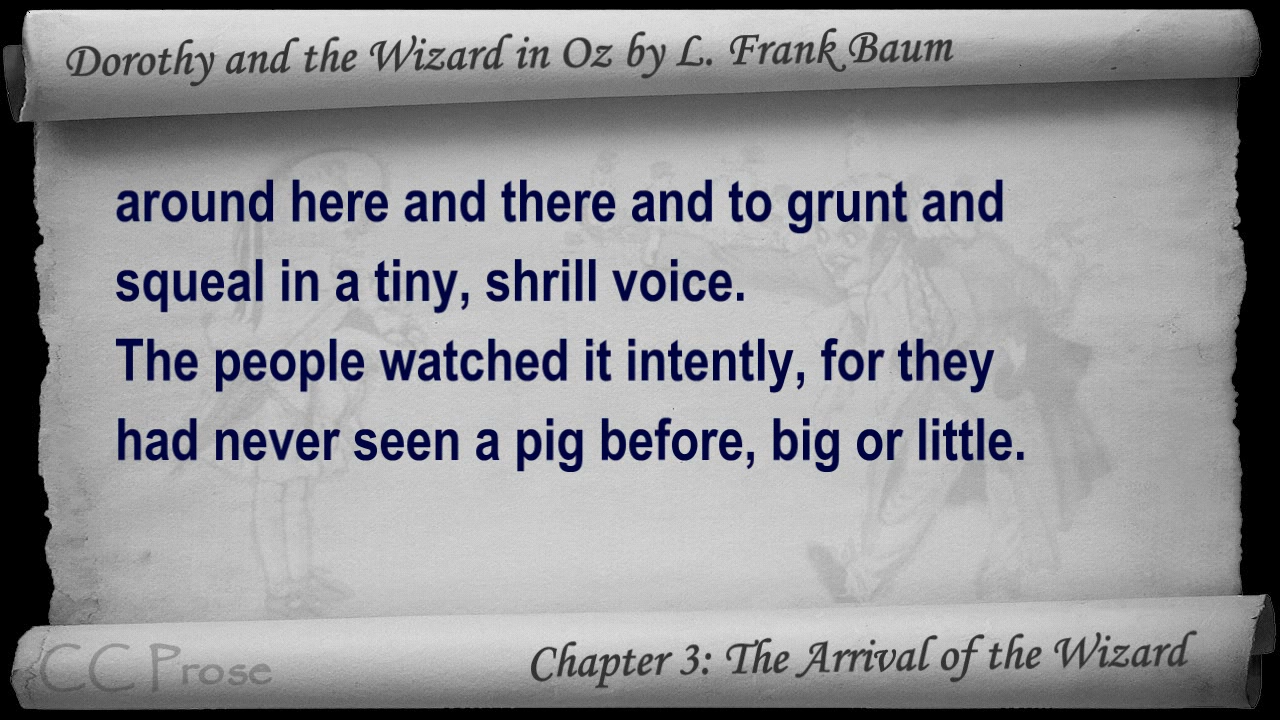 Dorothy and the Wizard in Oz by L. Frank Baum
around here and there and to grunt and
squeal in a tiny, shrill voice.
The people watched it intently, for they
had never seen a pig before, big or little.
CC Prose
Chapter 3: The Arrival of the Wizard